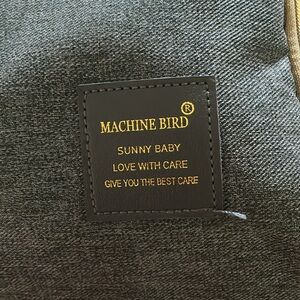 MACHINE BIRD®
SUNNY BABY
LOVE WITH CARE
GIVE YOU THE BEST CARE